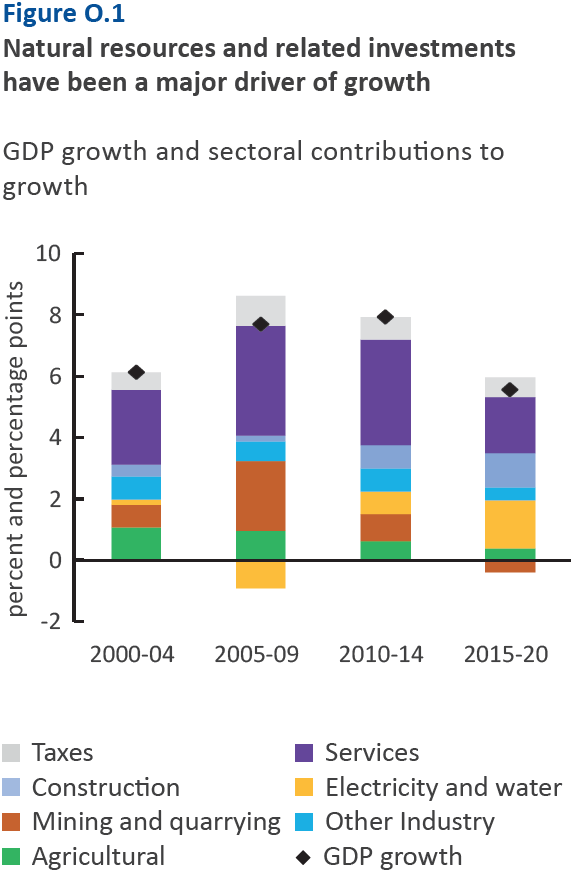 Figure O.1
Natural resources and related investments
have been a major driver of growth
GDP growth and sectoral contributions to
growth
percent and percentage points
10
8
6
4
2
0
-2
2000-04
2005-09
2010-14
2015-20
Taxes
Services
Construction
Electricity and water
Mining and quarrying
Other Industry
Agricultural
GDP growth